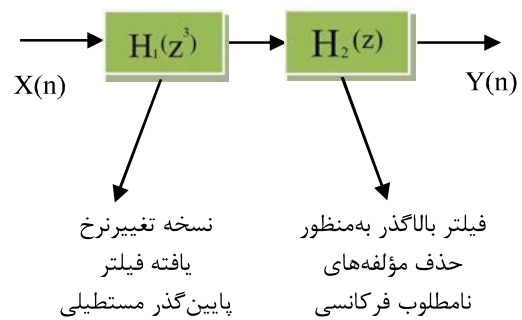 H₁(z³)
H₂(z)
X(n)
Y(n)
نسخه تغییرنرخ
یافته فیلتر
پایین‌گذر مستطیلی
فیلتر بالاگذر به‌منظور
حذف مؤلفه‌های
نامطلوب فرکانسی